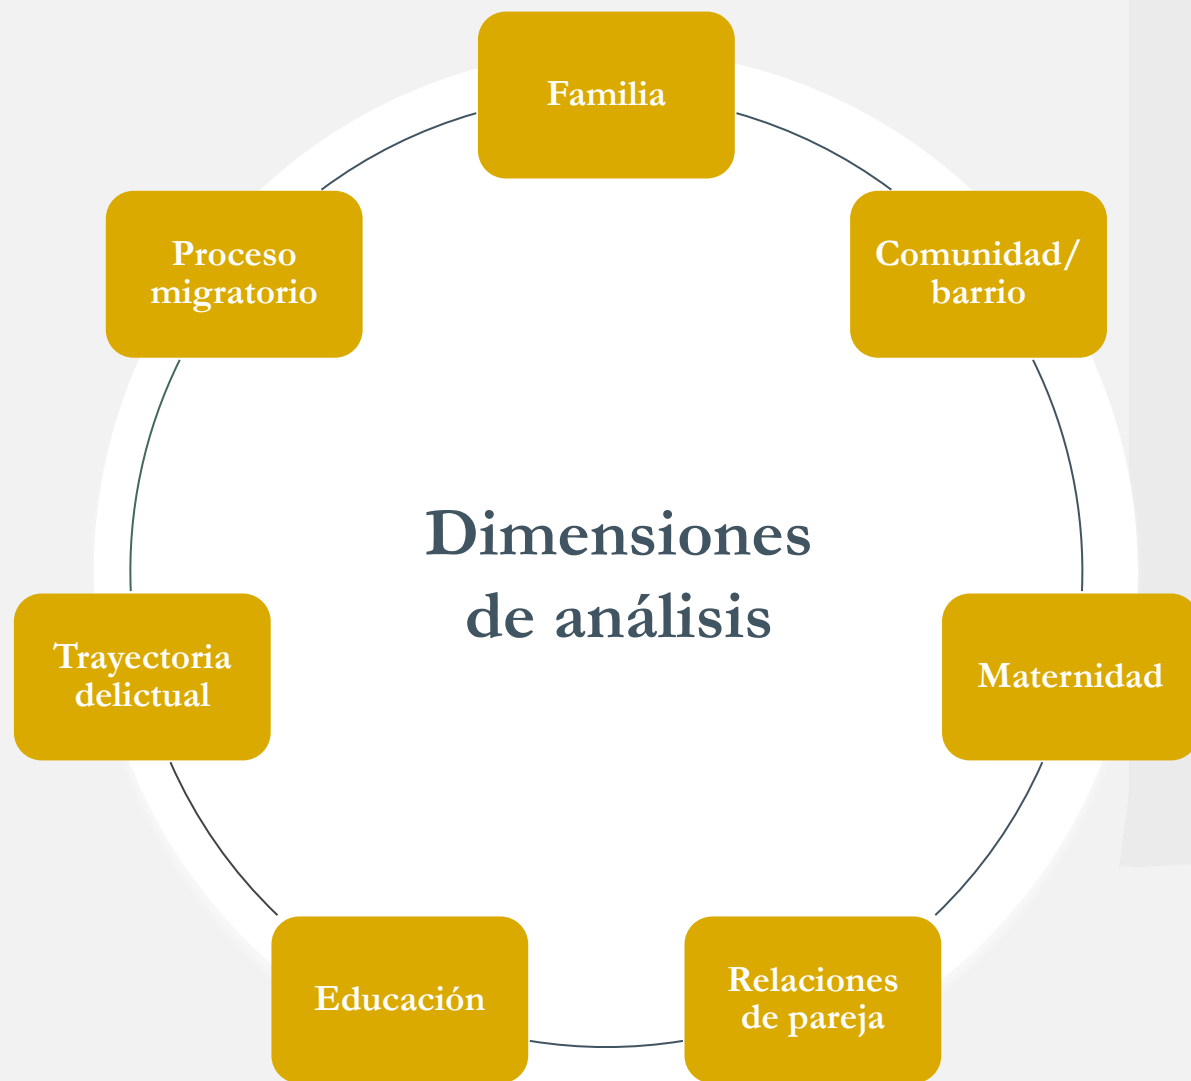 Familia
Comunidad/
barrio
Maternidad
Relaciones
de pareja
Educación
Trayectoria
delictual
Proceso
migratorio
Dimensiones
de análisis